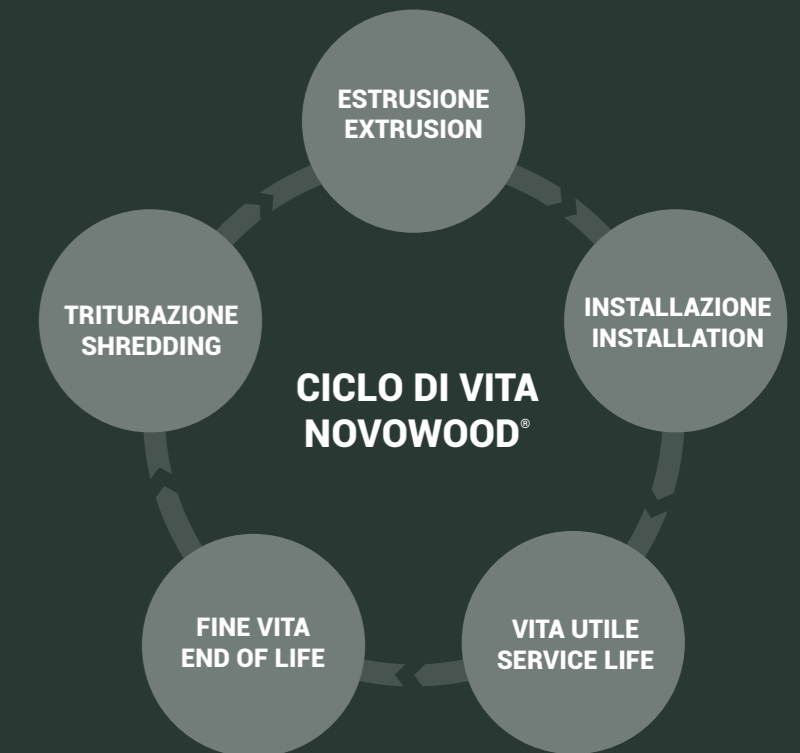 ESTRUSIONE
EXTRUSION
INSTALLAZIONE
INSTALLATION
TRITURAZIONE
SHREDDING
CICLO DI VITA
NOVOWOOD®
FINE VITA
END OF LIFE
VITA UTILE
SERVICE LIFE